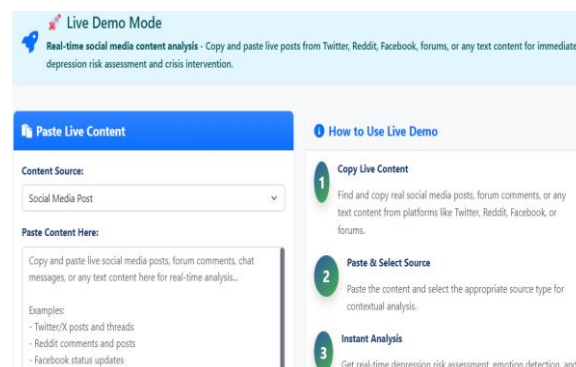 🚀 Live Demo Mode
Real-time social media content analysis - Copy and paste live posts from Twitter, Reddit, Facebook, forums, or any text content for immediate
depression risk assessment and crisis intervention.
Paste Live Content
Content Source:
Social Media Post
Paste Content Here:
Copy and paste live social media posts, forum comments, chat
messages, or any text content here for real-time analysis...
Examples:
- Twitter/X posts and threads
- Reddit comments and posts
- Facebook status updates
How to Use Live Demo
1
Copy Live Content
Find and copy real social media posts, forum comments, or any
text content from platforms like Twitter, Reddit, Facebook, or
forums.
2
Paste & Select Source
Paste the content and select the appropriate source type for
contextual analysis.
3
Instant Analysis
Get real-time depression risk assessment, emotion detection, and